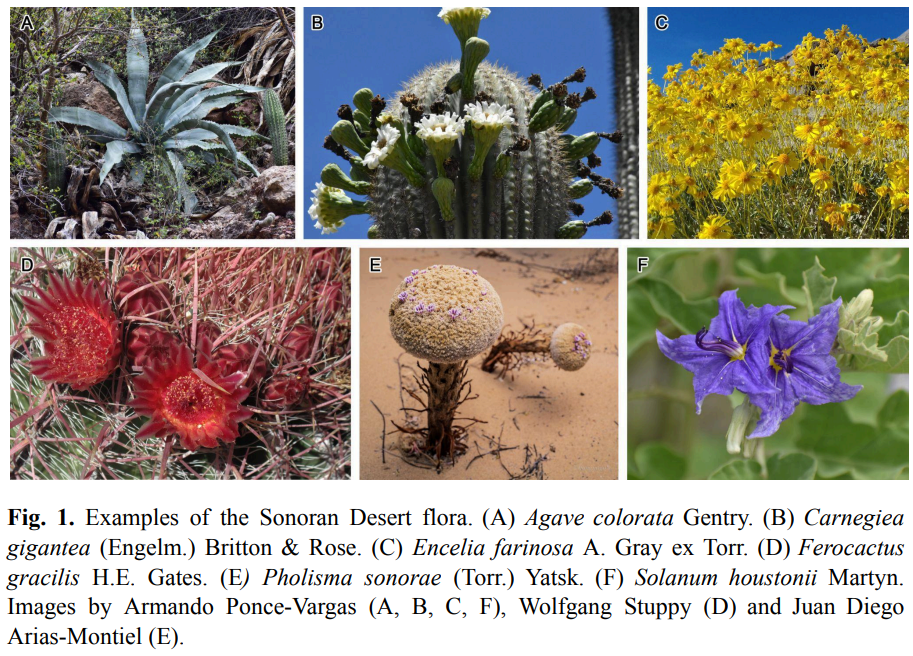 A
B
C
D
E
F
Fig. 1. Examples of the Sonoran Desert flora. (A) Agave colorata Gentry. (B) Carnegiea
gigantea (Engelm.) Britton & Rose. (C) Encelia farinosa A. Gray ex Torr. (D) Ferocactus
gracilis H.E. Gates. (E) Pholisma sonorae (Torr.) Yatsk. (F) Solanum houstonii Martyn.
Images by Armando Ponce-Vargas (A, B, C, F), Wolfgang Stuppy (D) and Juan Diego
Arias-Montiel (E).